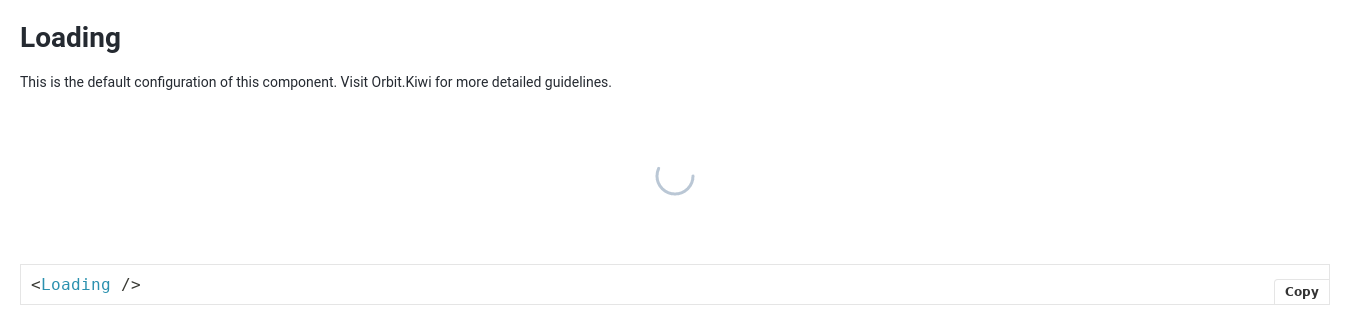 Loading
This is the default configuration of this component. Visit Orbit.Kiwi for more detailed guidelines.
<Loading />
Copy